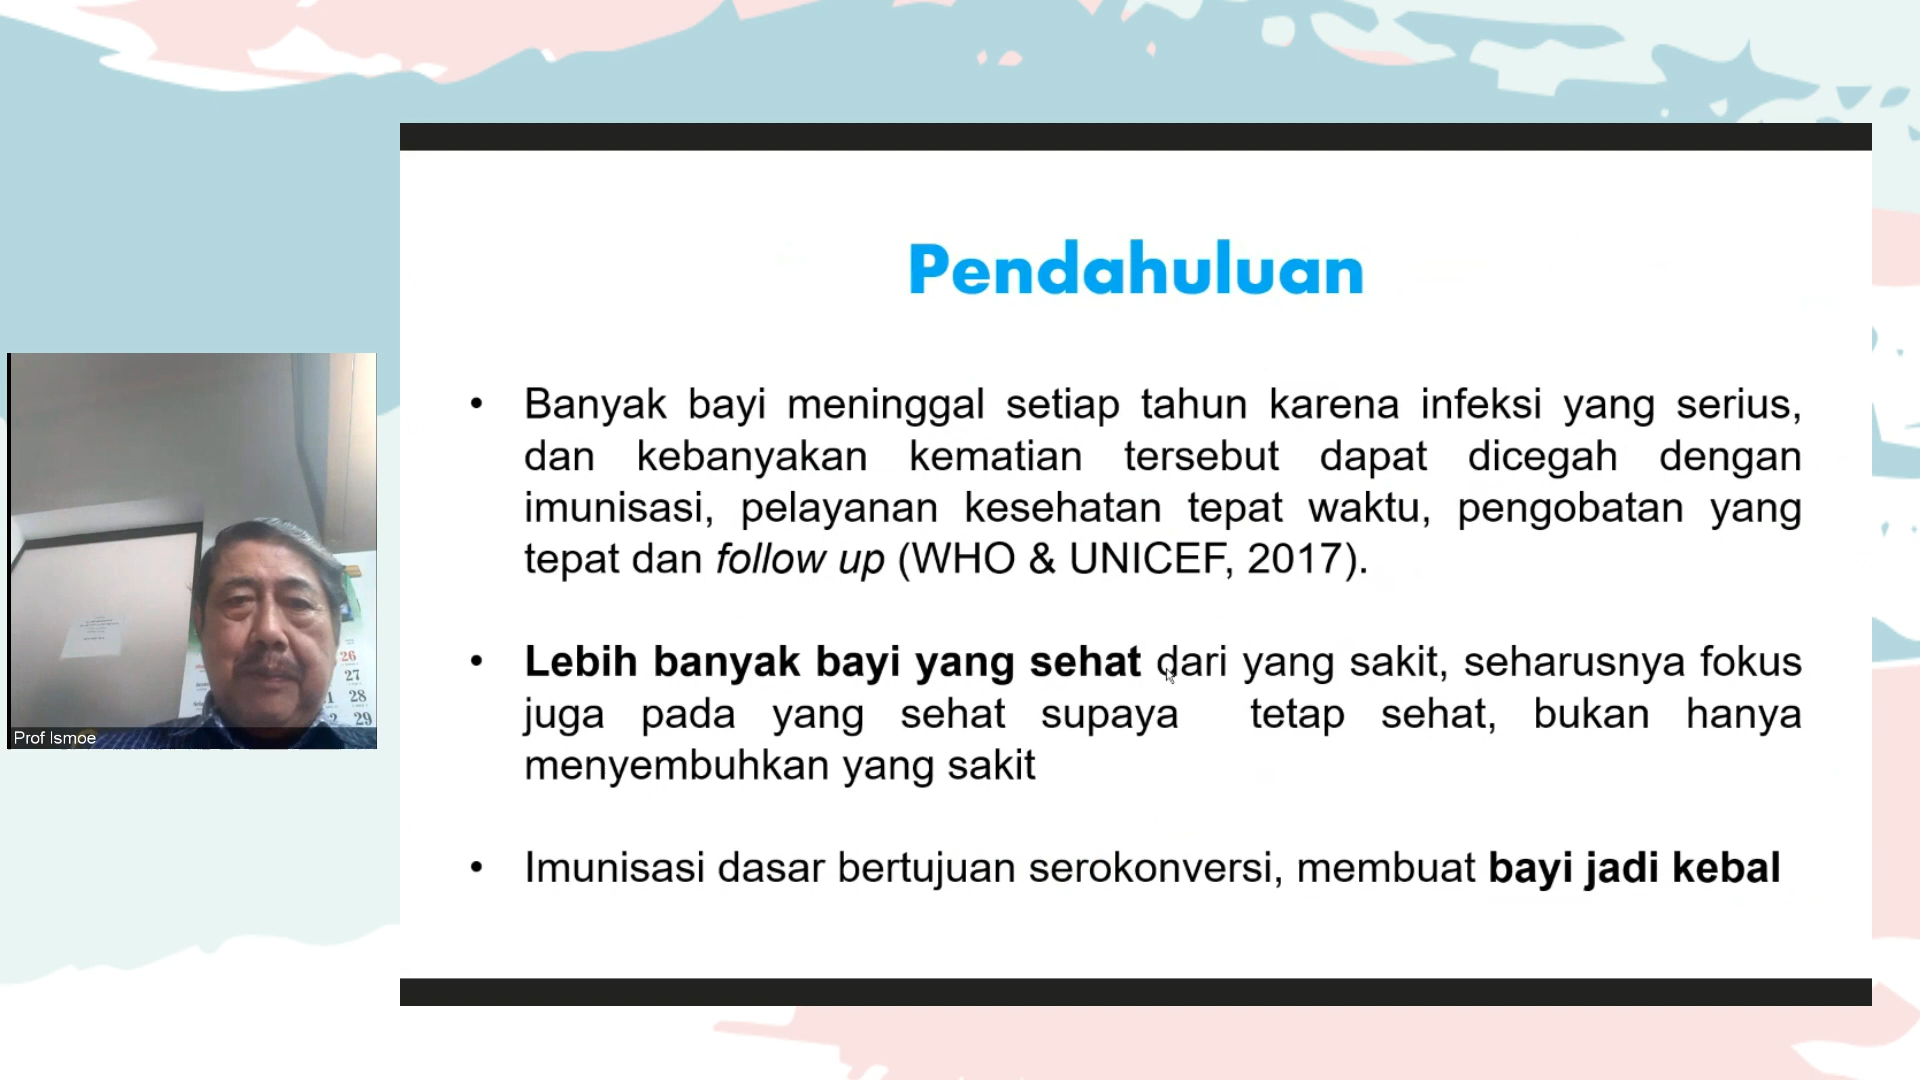 Pendahuluan
• Banyak bayi meninggal setiap tahun karena infeksi yang serius,
dan kebanyakan kematian tersebut dapat dicegah dengan
imunisasi, pelayanan kesehatan tepat waktu, pengobatan yang
tepat dan follow up (WHO & UNICEF, 2017).
• Lebih banyak bayi yang sehat dari yang sakit, seharusnya fokus
juga pada yang sehat supaya tetap sehat, bukan hanya
menyembuhkan yang sakit
• Imunisasi dasar bertujuan serokonversi, membuat bayi jadi kebal
26
27
28
29
Prof Ismoe